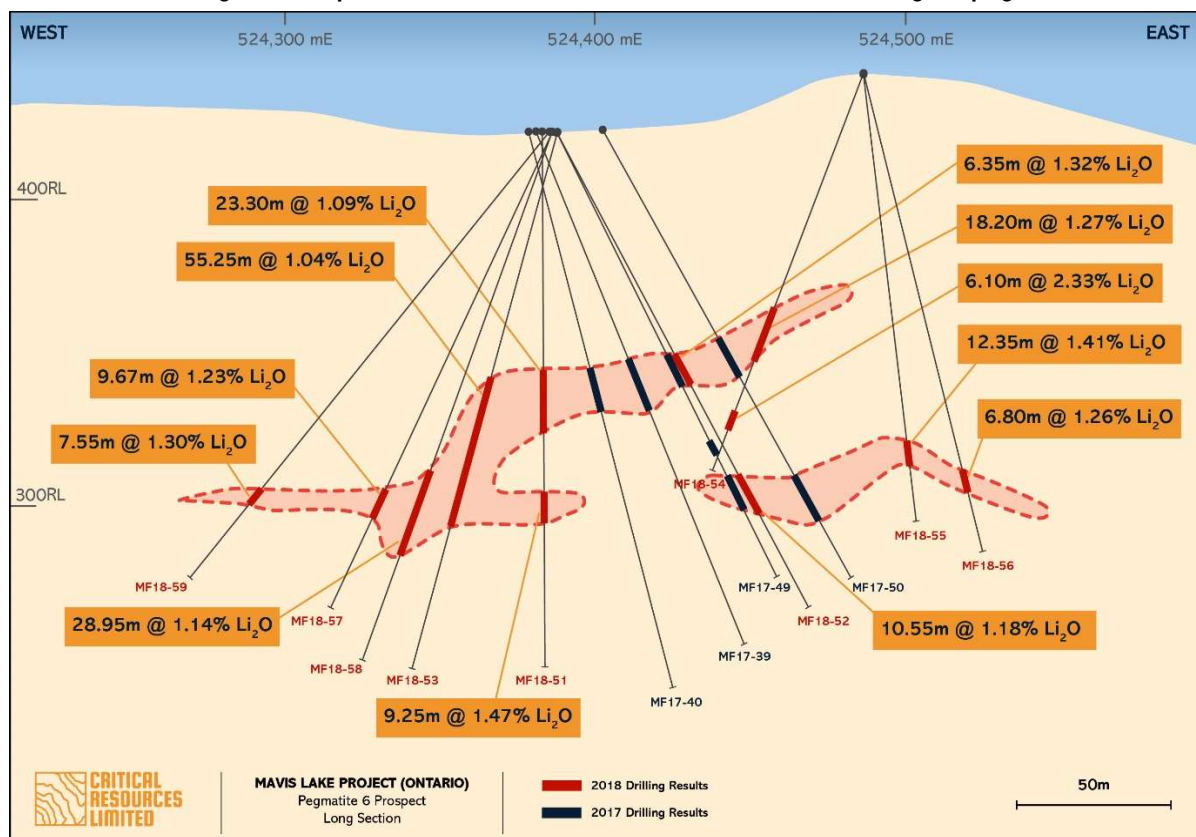 WEST
524,300 mE
524,400 mE
524,500 mE
EAST
400RL
300RL
23.30m @ 1.09% Li₂O
55.25m @ 1.04% Li₂O
9.67m @ 1.23% Li₂O
7.55m @ 1.30% Li₂O
28.95m @ 1.14% Li₂O
9.25m @ 1.47% Li₂O
6.35m @ 1.32% Li₂O
18.20m @ 1.27% Li₂O
6.10m @ 2.33% Li₂O
12.35m @ 1.41% Li₂O
6.80m @ 1.26% Li₂O
10.55m @ 1.18% Li₂O
MF18-59
MF18-57
MF18-58
MF18-53
MF18-51
MF17-40
MF17-39
MF17-49
MF18-52
MF17-50
MF18-54
MF18-55
MF18-56
CRITICAL
RESOURCES
LIMITED
MAVIS LAKE PROJECT (ONTARIO)
Pegmatite 6 Prospect
Long Section
2018 Drilling Results
2017 Drilling Results
50m